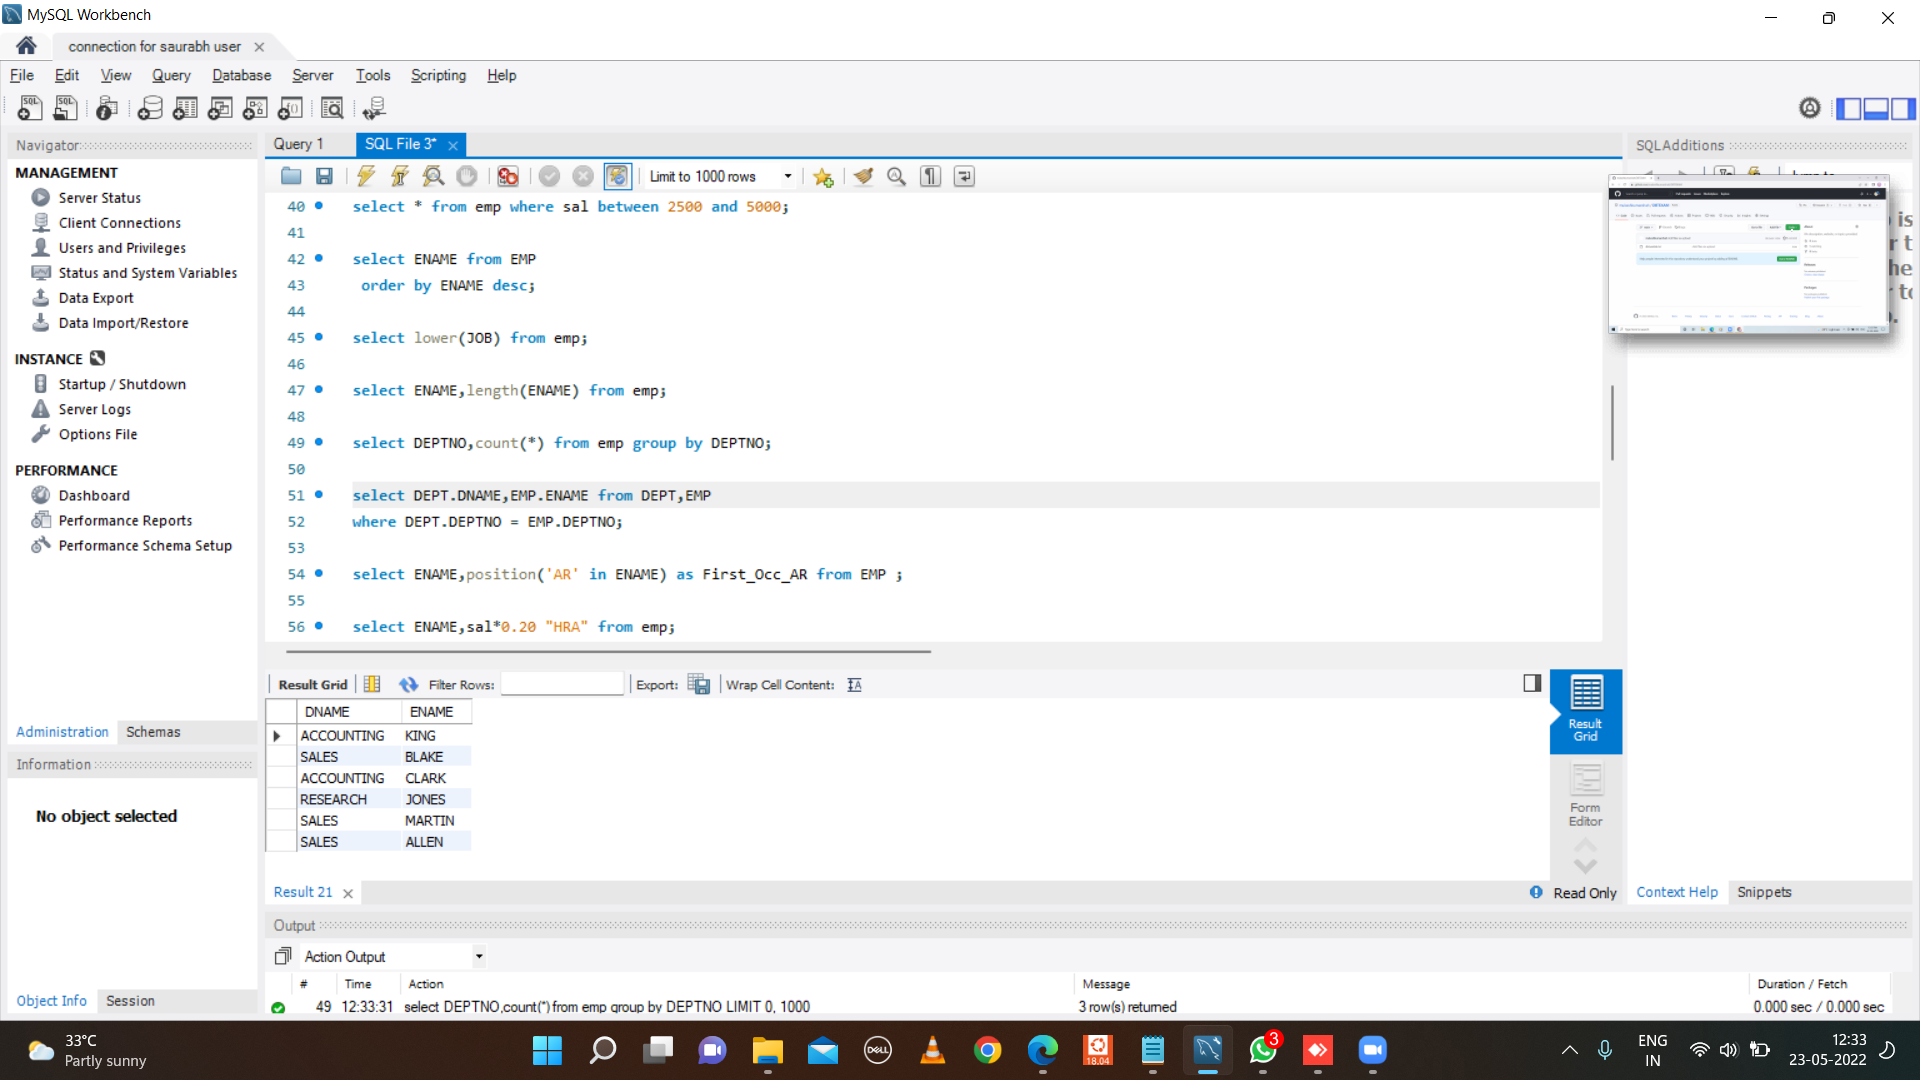 MySQL Workbench
connection for saurabh user
File Edit View Query Database Server Tools Scripting Help
Navigator
MANAGEMENT
Server Status
Client Connections
Users and Privileges
Status and System Variables
Data Export
Data Import/Restore
INSTANCE
Startup / Shutdown
Server Logs
Options File
PERFORMANCE
Dashboard
Performance Reports
Performance Schema Setup
Administration Schemas
Information
No object selected
Object Info Session
Query 1 SQL File 3*
Limit to 1000 rows
40 select * from emp where sal between 2500 and 5000;
41
42 select ENAME from EMP
43 order by ENAME desc;
44
45 select lower(JOB) from emp;
46
47 select ENAME,length(ENAME) from emp;
48
49 select DEPTNO,count(*) from emp group by DEPTNO;
50
51 select DEPT.DNAME,EMP.ENAME from DEPT,EMP
52 where DEPT.DEPTNO = EMP.DEPTNO;
53
54 select ENAME,position('AR' in ENAME) as First_Occ_AR from EMP ;
55
56 select ENAME,sal*0.20 "HRA" from emp;
Result Grid Filter Rows: Export: Wrap Cell Content:
DNAME ENAME
ACCOUNTING KING
SALES BLAKE
ACCOUNTING CLARK
RESEARCH JONES
SALES MARTIN
SALES ALLEN
Result Grid
Form Editor
Result 21
Read Only
SQLAdditions
Context Help Snippets
Output
Action Output
# Time Action Message Duration / Fetch
49 12:33:31 select DEPTNO,count(*) from emp group by DEPTNO LIMIT 0, 1000 3 row(s) returned 0.000 sec / 0.000 sec
33°C
Partly sunny
DELL
18.04
3
ENG
IN
12:33
23-05-2022